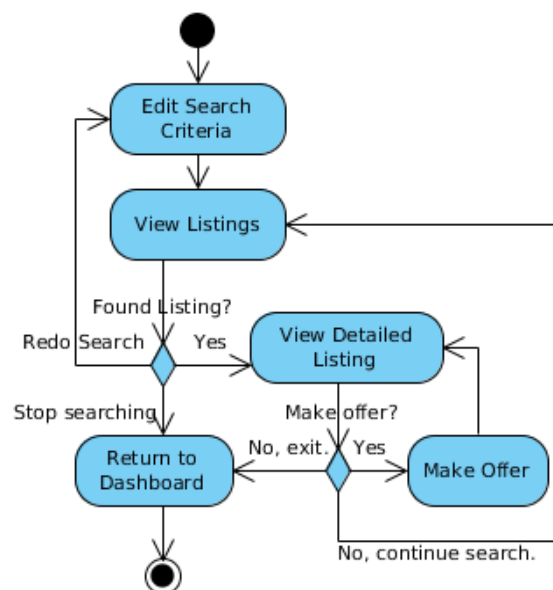 Edit Search
Criteria
View Listings
Found Listing?
Redo Search
Yes
View Detailed
Listing
Stop searching
Make offer?
Return to
Dashboard
No, exit.
Yes
Make Offer
No, continue search.